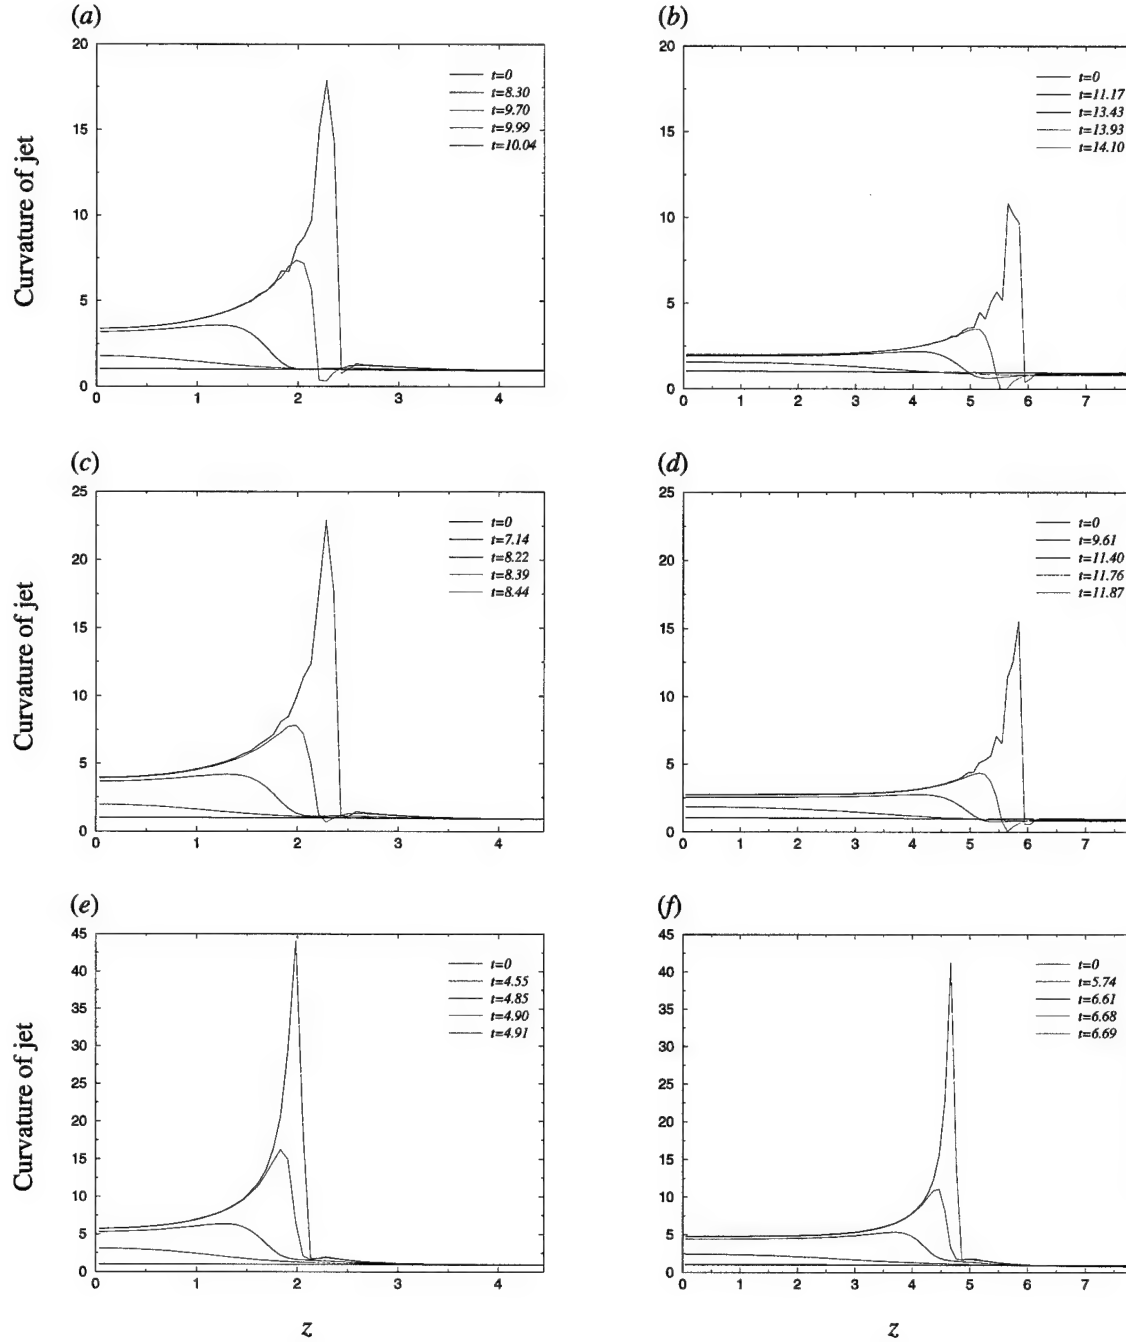 (a)
20
15
10
5
0
0
1
2
3
4
Curvature of jet
t=0
t=8.30
t=9.70
t=9.99
t=10.04
(b)
20
15
10
5
0
0
1
2
3
4
5
6
7
t=0
t=11.17
t=13.43
t=13.93
t=14.10
(c)
25
20
15
10
5
0
0
1
2
3
4
Curvature of jet
t=0
t=7.14
t=8.22
t=8.39
t=8.44
(d)
25
20
15
10
5
0
0
1
2
3
4
5
6
7
t=0
t=9.61
t=11.40
t=11.76
t=11.87
(e)
45
40
35
30
25
20
15
10
5
0
0
1
2
3
4
Curvature of jet
z
t=0
t=4.55
t=4.85
t=4.90
t=4.91
(f)
45
40
35
30
25
20
15
10
5
0
0
1
2
3
4
5
6
7
z
t=0
t=5.74
t=6.61
t=6.68
t=6.69